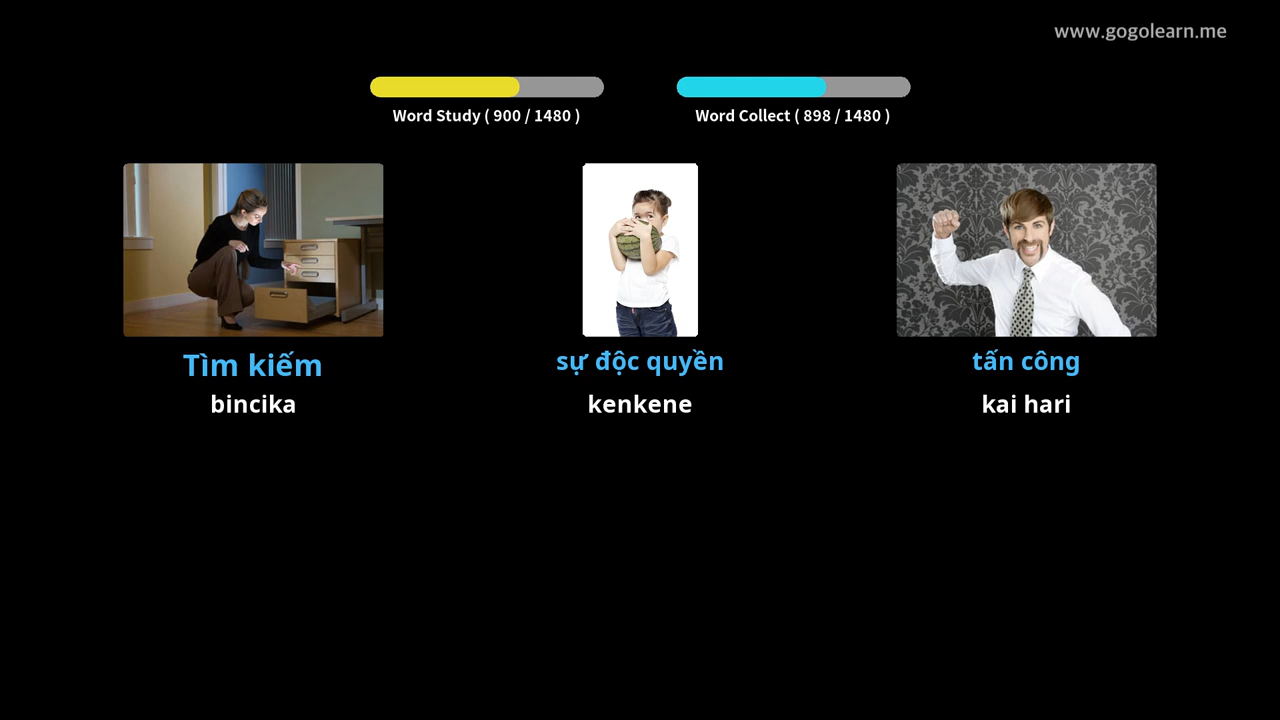 www.gogolearn.me
Word Study ( 900 / 1480 )
Word Collect ( 898 / 1480 )
Tìm kiếm
sự độc quyền
tấn công
bincika
kenkene
kai hari